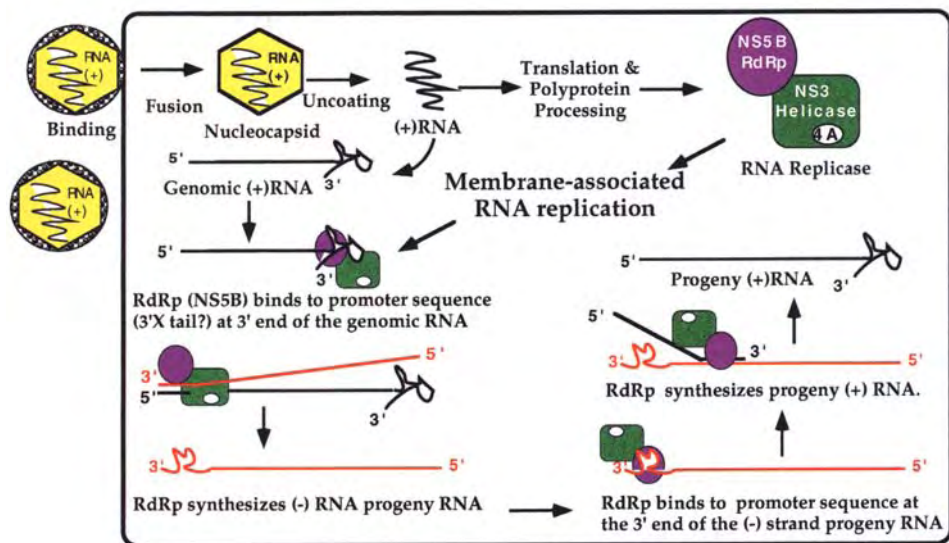 RNA
(+)
Binding
RNA
(+)
Fusion
RNA
(+)
Nucleocapsid
Uncoating
(+)RNA
Translation &
Polyprotein
Processing
NS5B
RdRp
NS3
Helicase
4A
RNA Replicase
5'
3'
Genomic (+)RNA
Membrane-associated
RNA replication
5'
3'
RdRp (NS5B) binds to promoter sequence
(3'X tail?) at 3' end of the genomic RNA
5'
3'
5'
3'
3'
5'
RdRp synthesizes (-) RNA progeny RNA
3'
5'
RdRp binds to promoter sequence at
the 3' end of the (-) strand progeny RNA
5'
3'
3'
5'
RdRp synthesizes progeny (+) RNA.
5'
3'
Progeny (+)RNA